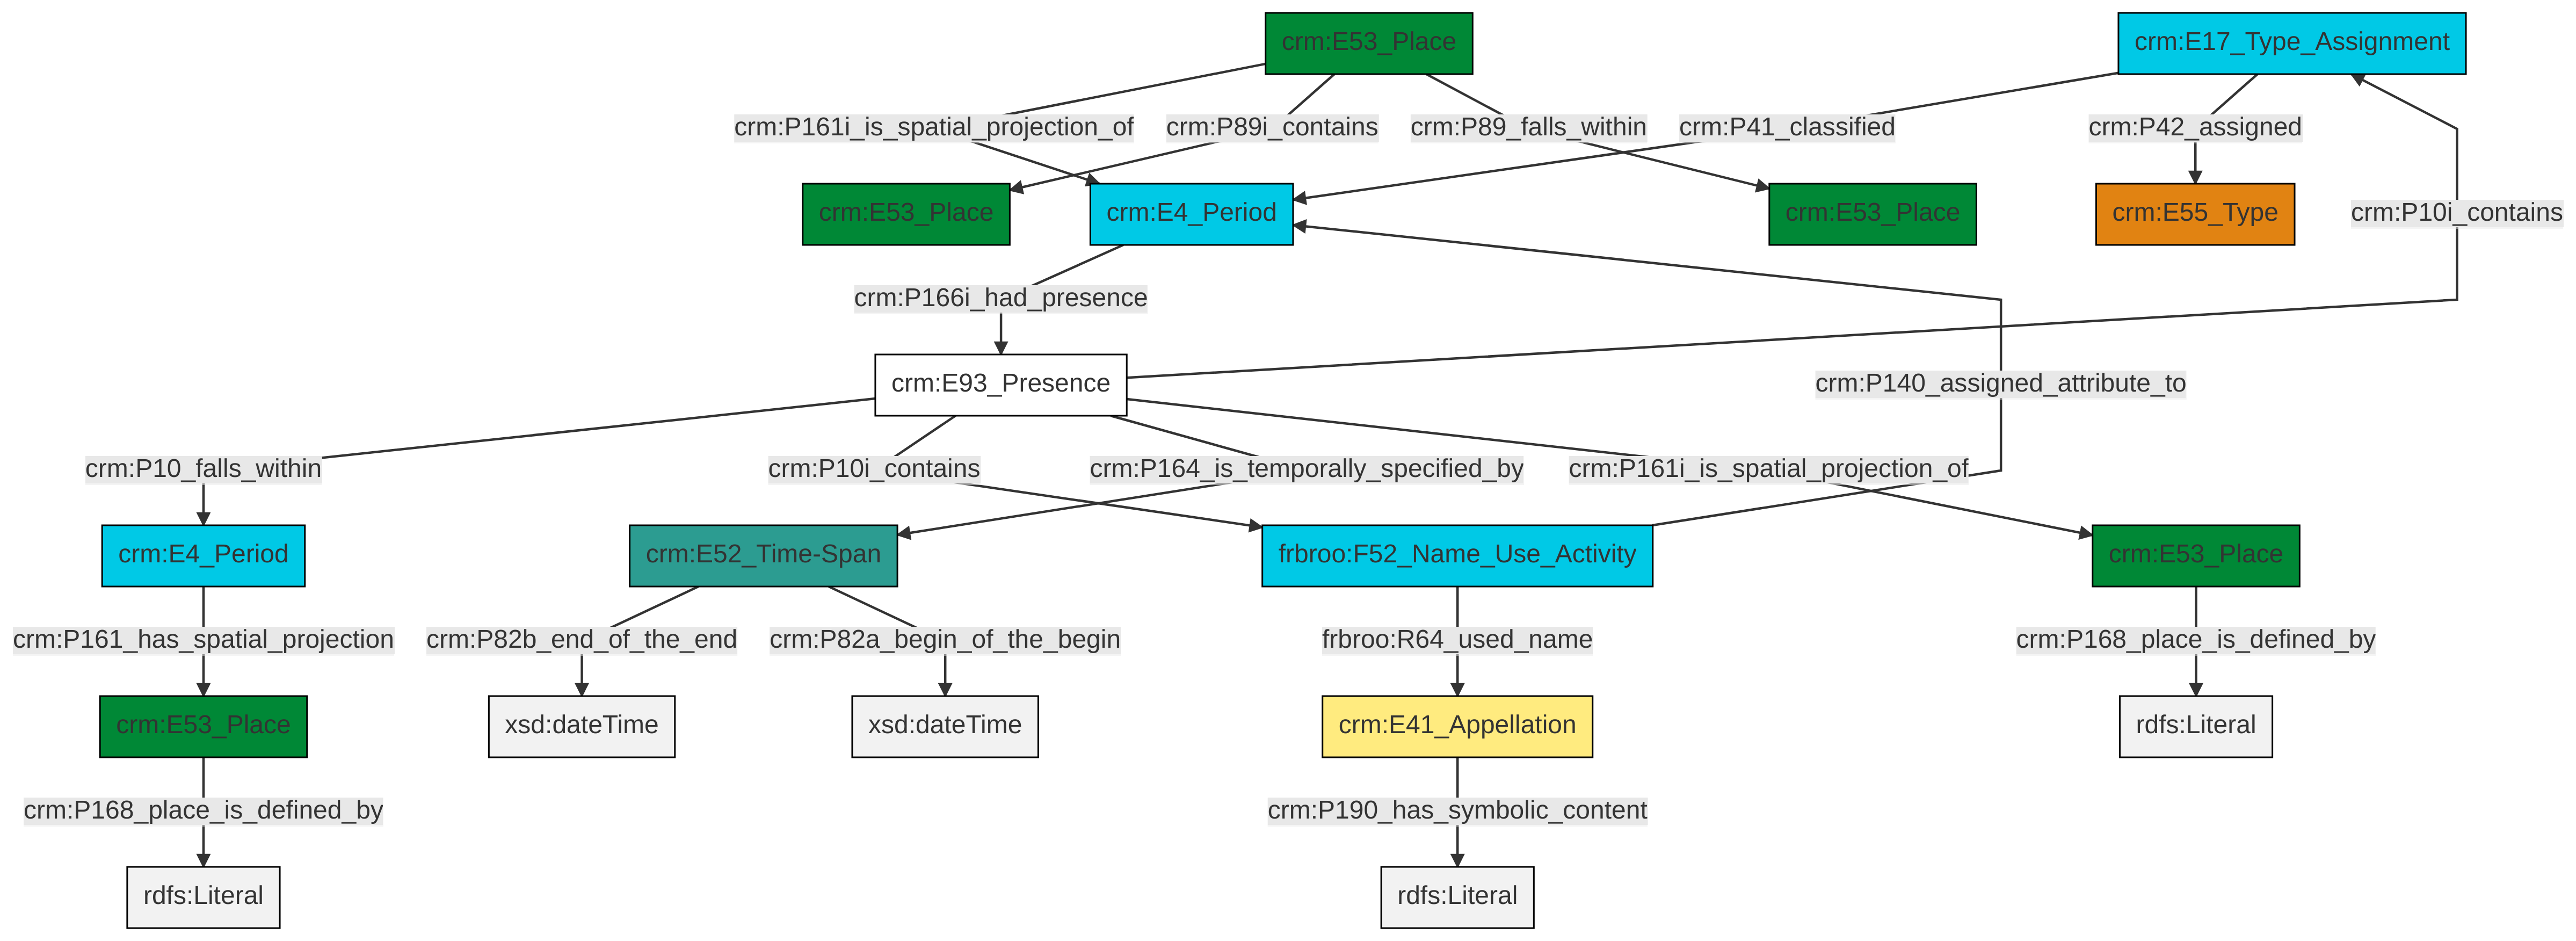 crm:E53_Place
crm:E17_Type_Assignment
crm:P161i_is_spatial_projection_of
crm:P89i_contains
crm:P89_falls_within
crm:P41_classified
crm:P42_assigned
crm:E53_Place
crm:E4_Period
crm:E53_Place
crm:E55_Type
crm:P10i_contains
crm:P166i_had_presence
crm:E93_Presence
crm:P140_assigned_attribute_to
crm:P10_falls_within
crm:P10i_contains
crm:P164_is_temporally_specified_by
crm:P161i_is_spatial_projection_of
crm:E4_Period
crm:E52_Time-Span
frbroo:F52_Name_Use_Activity
crm:E53_Place
crm:P161_has_spatial_projection
crm:P82b_end_of_the_end
crm:P82a_begin_of_the_begin
frbroo:R64_used_name
crm:P168_place_is_defined_by
crm:E53_Place
xsd:dateTime
xsd:dateTime
crm:E41_Appellation
rdfs:Literal
crm:P168_place_is_defined_by
crm:P190_has_symbolic_content
rdfs:Literal
rdfs:Literal